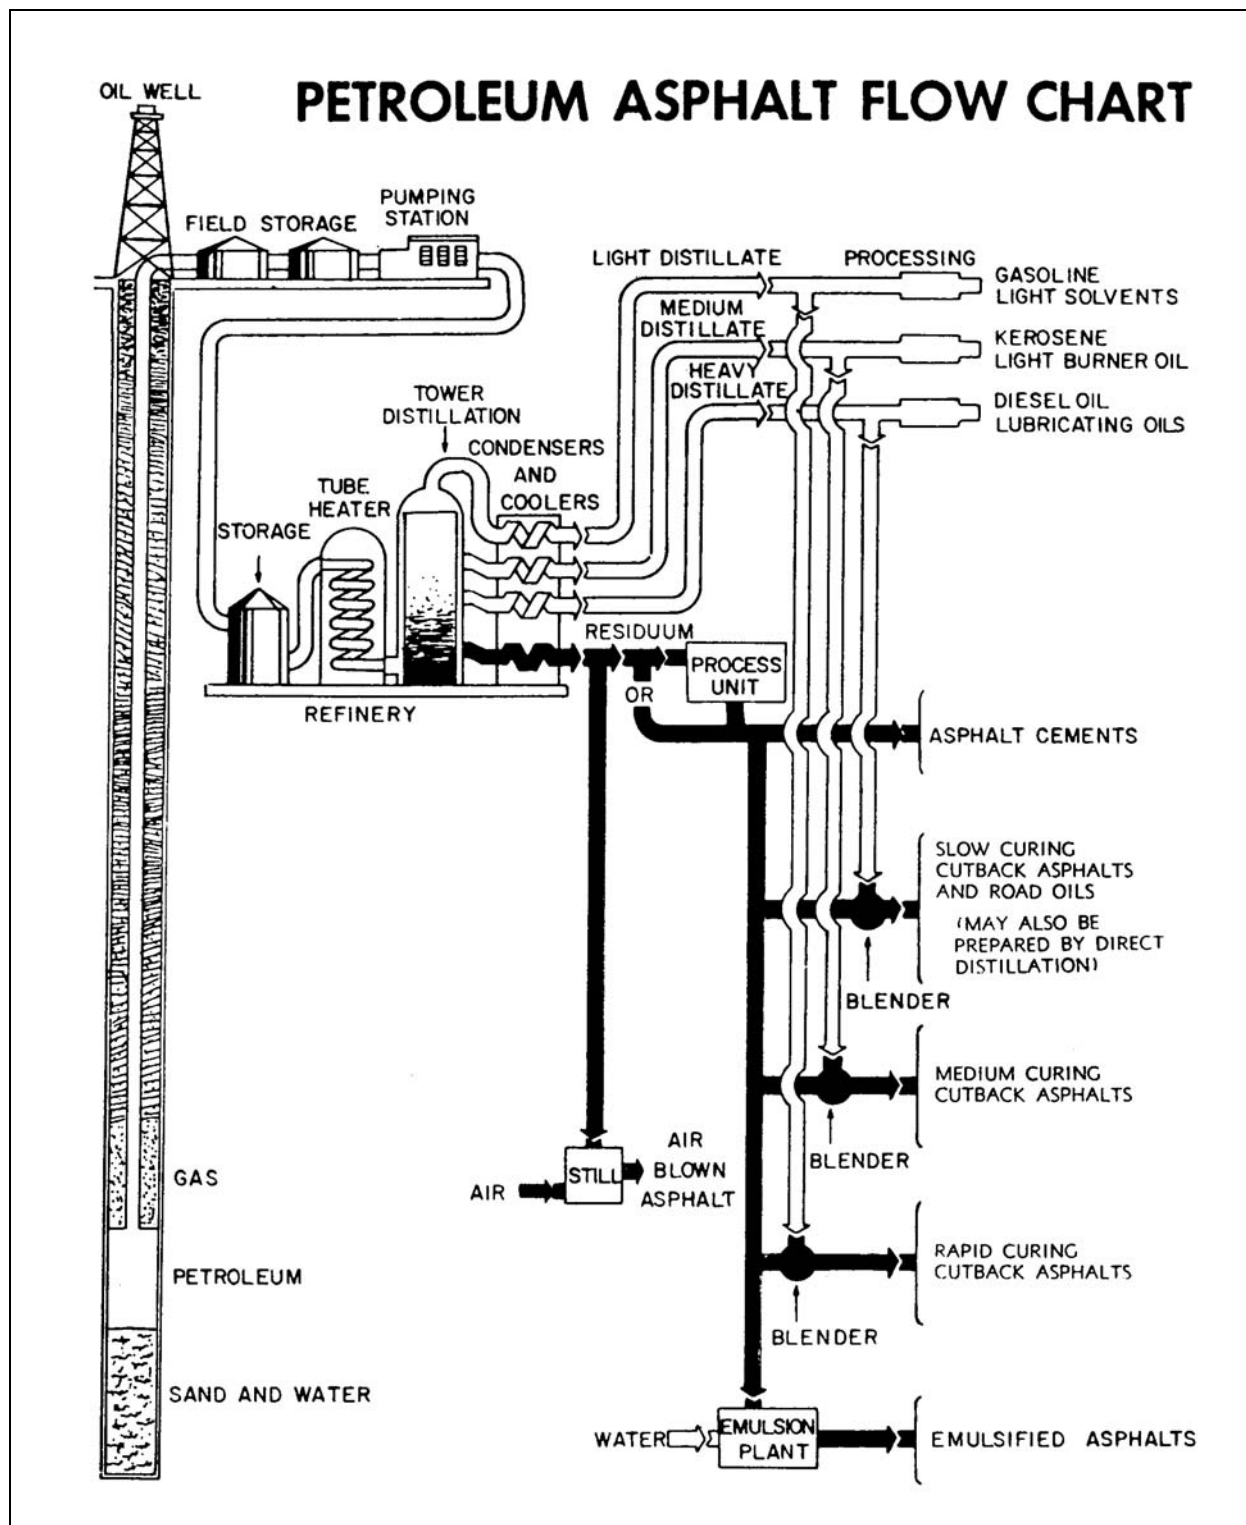 PETROLEUM ASPHALT FLOW CHART
OIL WELL
FIELD STORAGE
PUMPING
STATION
LIGHT DISTILLATE
PROCESSING
GASOLINE
LIGHT SOLVENTS
MEDIUM
DISTILLATE
KEROSENE
LIGHT BURNER OIL
HEAVY
DISTILLATE
DIESEL OIL
LUBRICATING OILS
TOWER
DISTILLATION
CONDENSERS
AND
COOLERS
TUBE
HEATER
STORAGE
REFINERY
RESIDUUM
OR
PROCESS
UNIT
ASPHALT CEMENTS
SLOW CURING
CUTBACK ASPHALTS
AND ROAD OILS
(MAY ALSO BE
PREPARED BY DIRECT
DISTILLATION)
BLENDER
MEDIUM CURING
CUTBACK ASPHALTS
BLENDER
AIR
STILL
AIR
BLOWN
ASPHALT
GAS
PETROLEUM
SAND AND WATER
RAPID CURING
CUTBACK ASPHALTS
BLENDER
WATER
EMULSION
PLANT
EMULSIFIED ASPHALTS